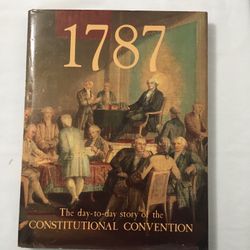 1787
The day-to-day story of the
CONSTITUTIONAL CONVENTION